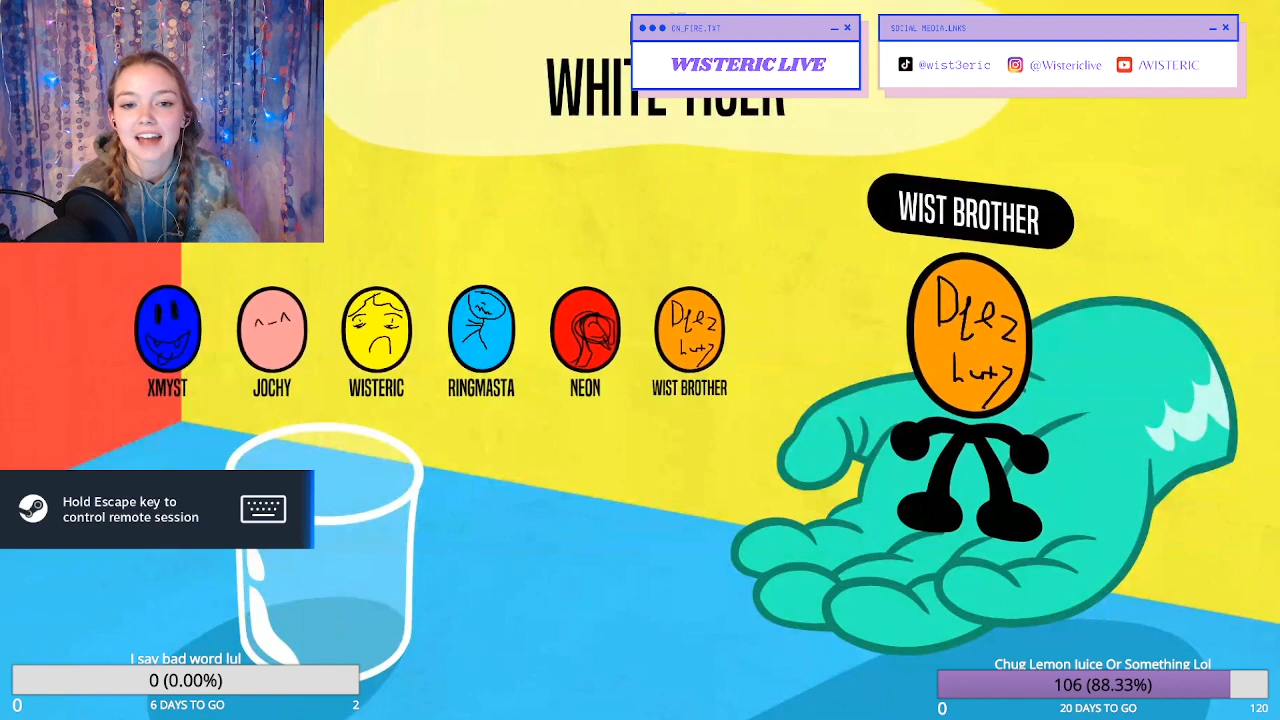 ON_FIRE.TXT
SOCIAL MEDIA.LNKS
WISTERIC LIVE
@wist3eric
@Wistericlive
/WISTERIC
WHITE TIGER
WIST BROTHER
XMYST
JOCHY
WISTERIC
RINGMASTA
NEON
WIST BROTHER
Hold Escape key to
control remote session
I say bad word lul
0 (0.00%)
0
6 DAYS TO GO
2
Chug Lemon Juice Or Something Lol
106 (88.33%)
0
20 DAYS TO GO
120